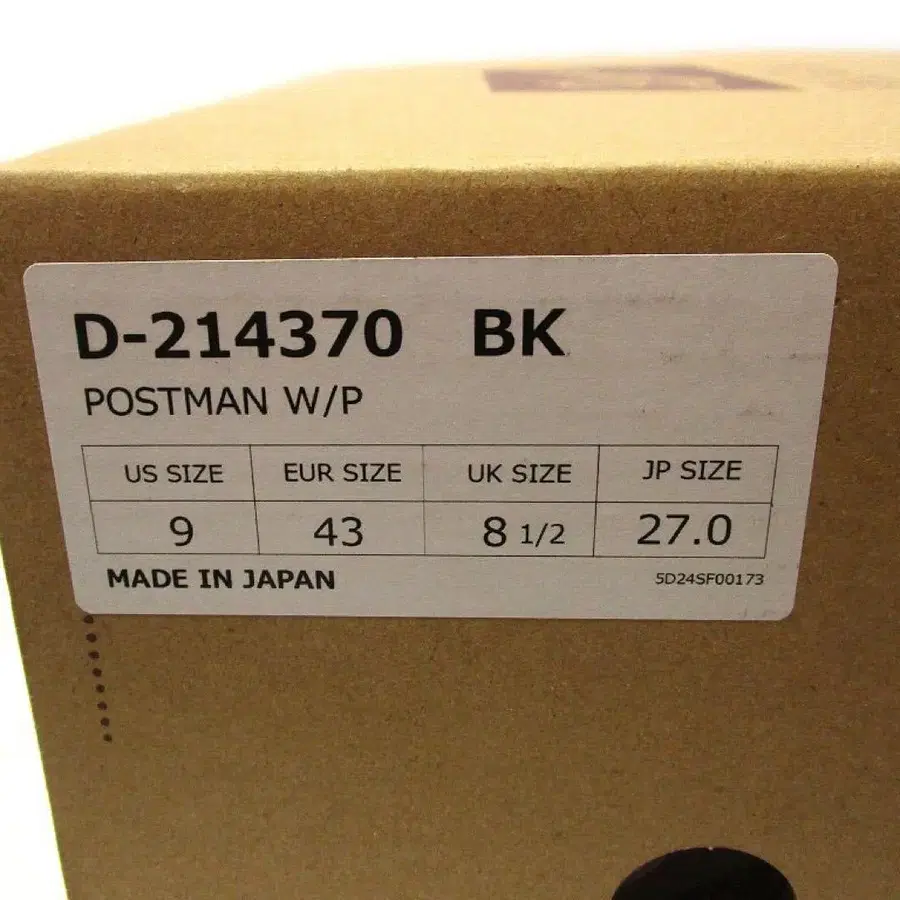 D-214370 BK
POSTMAN W/P
US SIZE EUR SIZE UK SIZE JP SIZE
9 43 8 1/2 27.0
MADE IN JAPAN 5D24SF00173